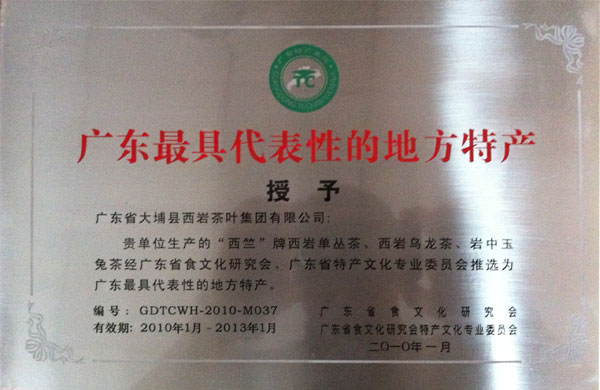 TC
广东最具代表性的地方特产
授予
广东省大埔县西岩茶叶集团有限公司：
贵单位生产的“西竺”牌西岩单丛茶、西岩乌龙茶、岩中玉
兔茶经广东省食文化研究会、广东省特产文化专业委员会推选为
广东最具代表性的地方特产。
编号：GDTCWH-2010-M037
有效期：2010年1月-2013年1月
广东省食文化研究会
广东省食文化研究会特产文化专业委员会
二〇一〇年一月